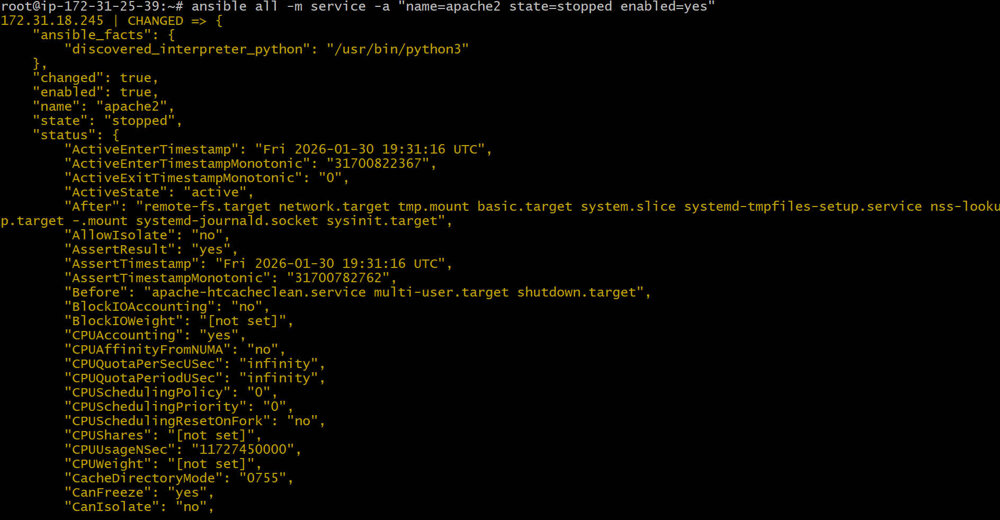 root@ip-172-31-25-39:~# ansible all -m service -a "name=apache2 state=stopped enabled=yes"
172.31.18.245 | CHANGED => {
    "ansible_facts": {
        "discovered_interpreter_python": "/usr/bin/python3"
    },
    "changed": true,
    "enabled": true,
    "name": "apache2",
    "state": "stopped",
    "status": {
        "ActiveEnterTimestamp": "Fri 2026-01-30 19:31:16 UTC",
        "ActiveEnterTimestampMonotonic": "31700822367",
        "ActiveExitTimestampMonotonic": "0",
        "ActiveState": "active",
        "After": "remote-fs.target network.target tmp.mount basic.target system.slice systemd-tmpfiles-setup.service nss-looku
p.target -.mount systemd-journald.socket sysinit.target",
        "AllowIsolate": "no",
        "AssertResult": "yes",
        "AssertTimestamp": "Fri 2026-01-30 19:31:16 UTC",
        "AssertTimestampMonotonic": "31700782762",
        "Before": "apache-htcacheclean.service multi-user.target shutdown.target",
        "BlockIOAccounting": "no",
        "BlockIOWeight": "[not set]",
        "CPUAccounting": "yes",
        "CPUAffinityFromNUMA": "no",
        "CPUQuotaPerSecUSec": "infinity",
        "CPUQuotaPeriodUSec": "infinity",
        "CPUSchedulingPolicy": "0",
        "CPUSchedulingPriority": "0",
        "CPUSchedulingResetOnFork": "no",
        "CPUShares": "[not set]",
        "CPUUsageNSec": "11727450000",
        "CPUWeight": "[not set]",
        "CacheDirectoryMode": "0755",
        "CanFreeze": "yes",
        "CanIsolate": "no",